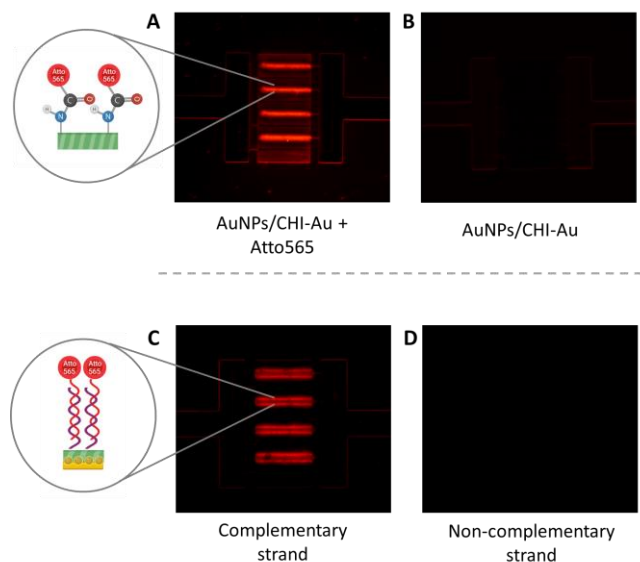 A
B
Atto
565
Atto
565
C
O
C
O
H
N
H
N
AuNPs/CHI-Au +
Atto565
AuNPs/CHI-Au
C
D
Atto
565
Atto
565
Complementary
strand
Non-complementary
strand